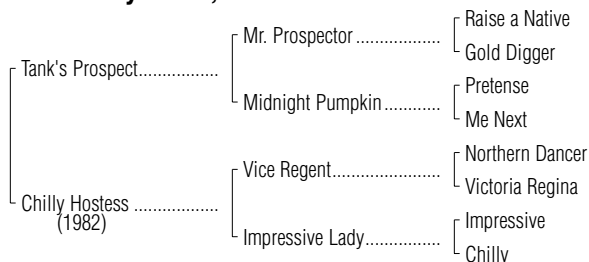 Raise a Native
Mr. Prospector ..................
Gold Digger
Tank's Prospect.................
Pretense
Midnight Pumpkin ............
Me Next
Northern Dancer
Vice Regent.......................
Victoria Regina
Chilly Hostess ..................
(1982)
Impressive
Impressive Lady................
Chilly